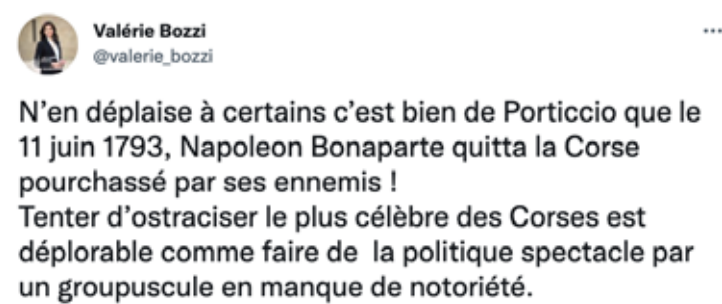 Valérie Bozzi
@valerie_bozzi
N’en déplaise à certains c’est bien de Porticcio que le
11 juin 1793, Napoleon Bonaparte quitta la Corse
pourchassé par ses ennemis !
Tenter d’ostraciser le plus célèbre des Corses est
déplorable comme faire de  la politique spectacle par
un groupuscule en manque de notoriété.